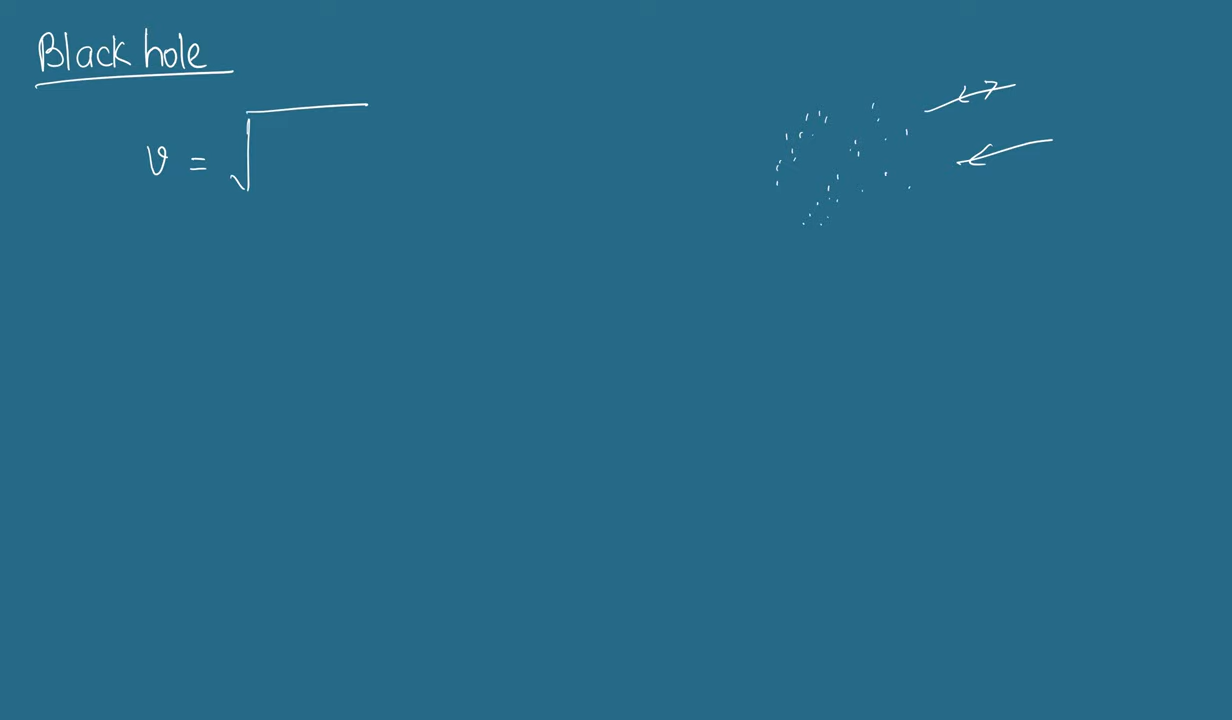 Black hole
v = √